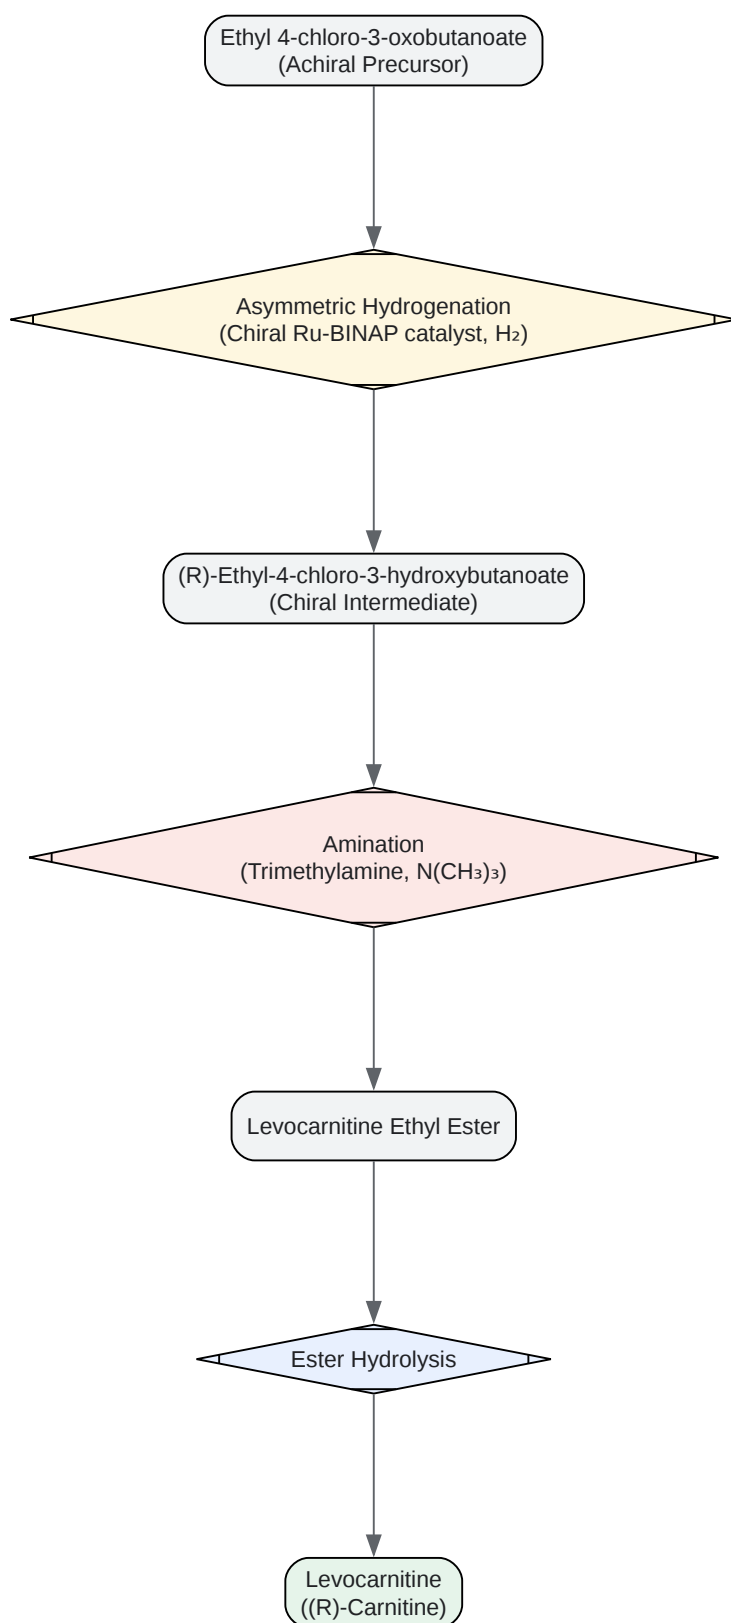 Ethyl 4-chloro-3-oxobutanoate
(Achiral Precursor)
Asymmetric Hydrogenation
(Chiral Ru-BINAP catalyst, H₂)
(R)-Ethyl-4-chloro-3-hydroxybutanoate
(Chiral Intermediate)
Amination
(Trimethylamine, N(CH₃)₃)
Levocarnitine Ethyl Ester
Ester Hydrolysis
Levocarnitine
((R)-Carnitine)